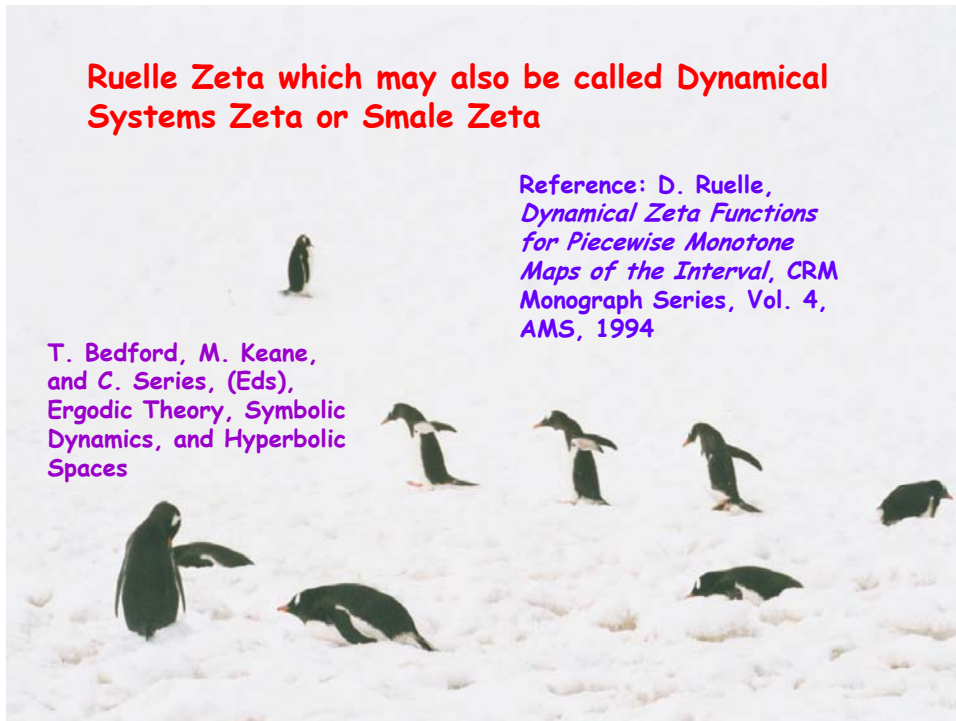 Ruelle Zeta which may also be called Dynamical
Systems Zeta or Smale Zeta
Reference: D. Ruelle,
Dynamical Zeta Functions
for Piecewise Monotone
Maps of the Interval, CRM
Monograph Series, Vol. 4,
AMS, 1994
T. Bedford, M. Keane,
and C. Series, (Eds),
Ergodic Theory, Symbolic
Dynamics, and Hyperbolic
Spaces